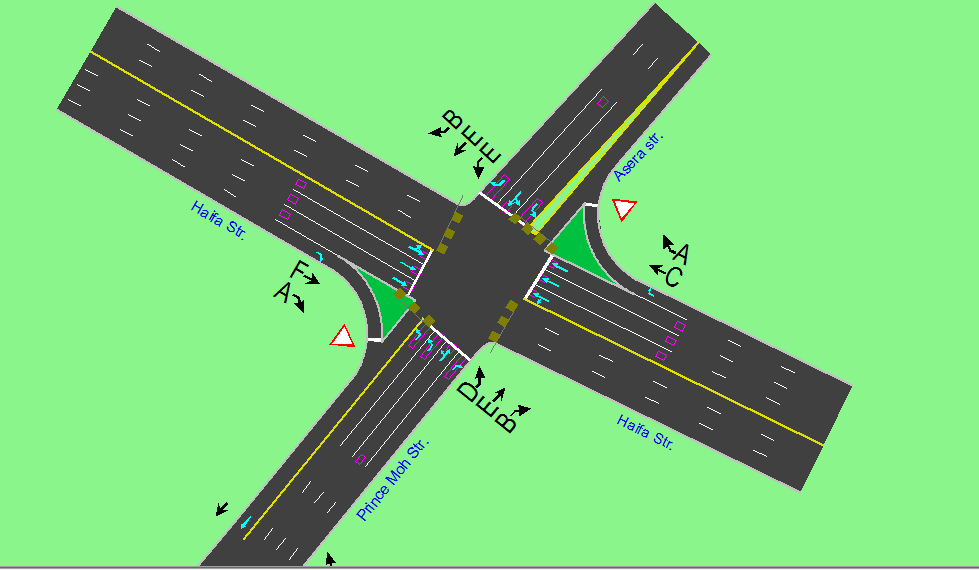 B
E
E
Asera str.
Haifa Str.
A
C
F
A
D
E
B
Haifa Str.
Prince Moh Str.